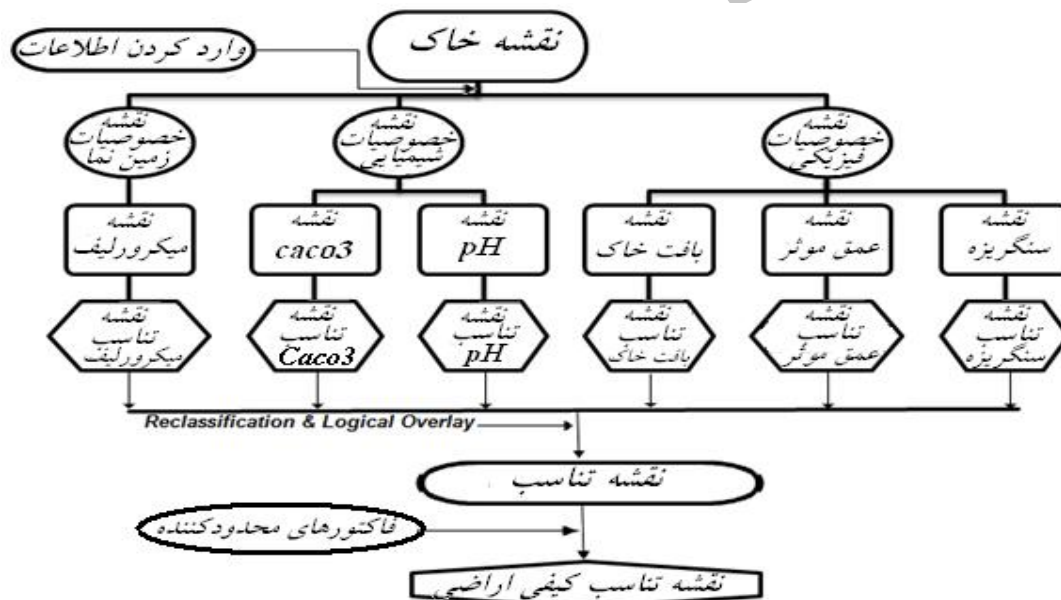 نقشه خاک
وارد کردن اطلاعات
نقشه
خصوصیات
فیزیکی
نقشه
خصوصیات
شیمیایی
نقشه
خصوصیات
زمین نما
نقشه
سنگریزه
نقشه
عمق موثر
نقشه
بافت خاک
نقشه
pH
نقشه
caco3
نقشه
میکرورلیف
نقشه
تناسب
سنگریزه
نقشه
تناسب
عمق موثر
نقشه
تناسب
بافت خاک
نقشه
تناسب
pH
نقشه
تناسب
Caco3
نقشه
تناسب
میکرورلیف
Reclassification & Logical Overlay
نقشه تناسب
فاکتورهای محدودکننده
نقشه تناسب کیفی اراضی